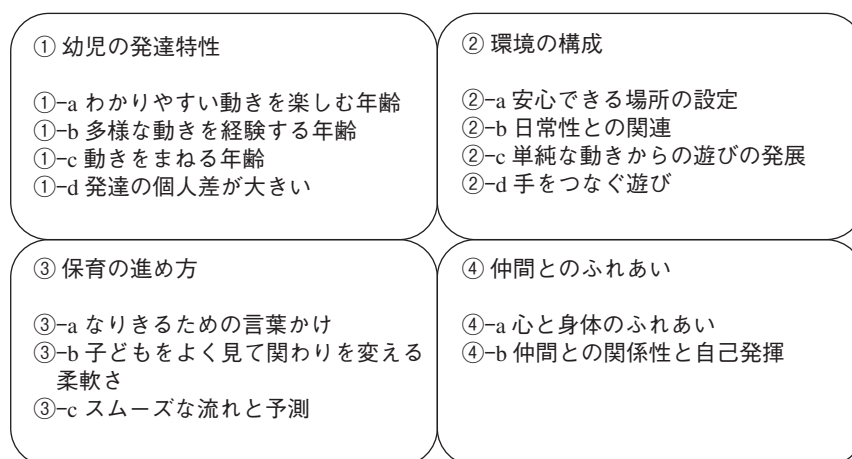 ① 幼児の発達特性
①−a わかりやすい動きを楽しむ年齢
①−b 多様な動きを経験する年齢
①−c 動きをまねる年齢
①−d 発達の個人差が大きい
② 環境の構成
②−a 安心できる場所の設定
②−b 日常性との関連
②−c 単純な動きからの遊びの発展
②−d 手をつなぐ遊び
③ 保育の進め方
③−a なりきるための言葉かけ
③−b 子どもをよく見て関わりを変える
柔軟さ
③−c スムーズな流れと予測
④ 仲間とのふれあい
④−a 心と身体のふれあい
④−b 仲間との関係性と自己発揮